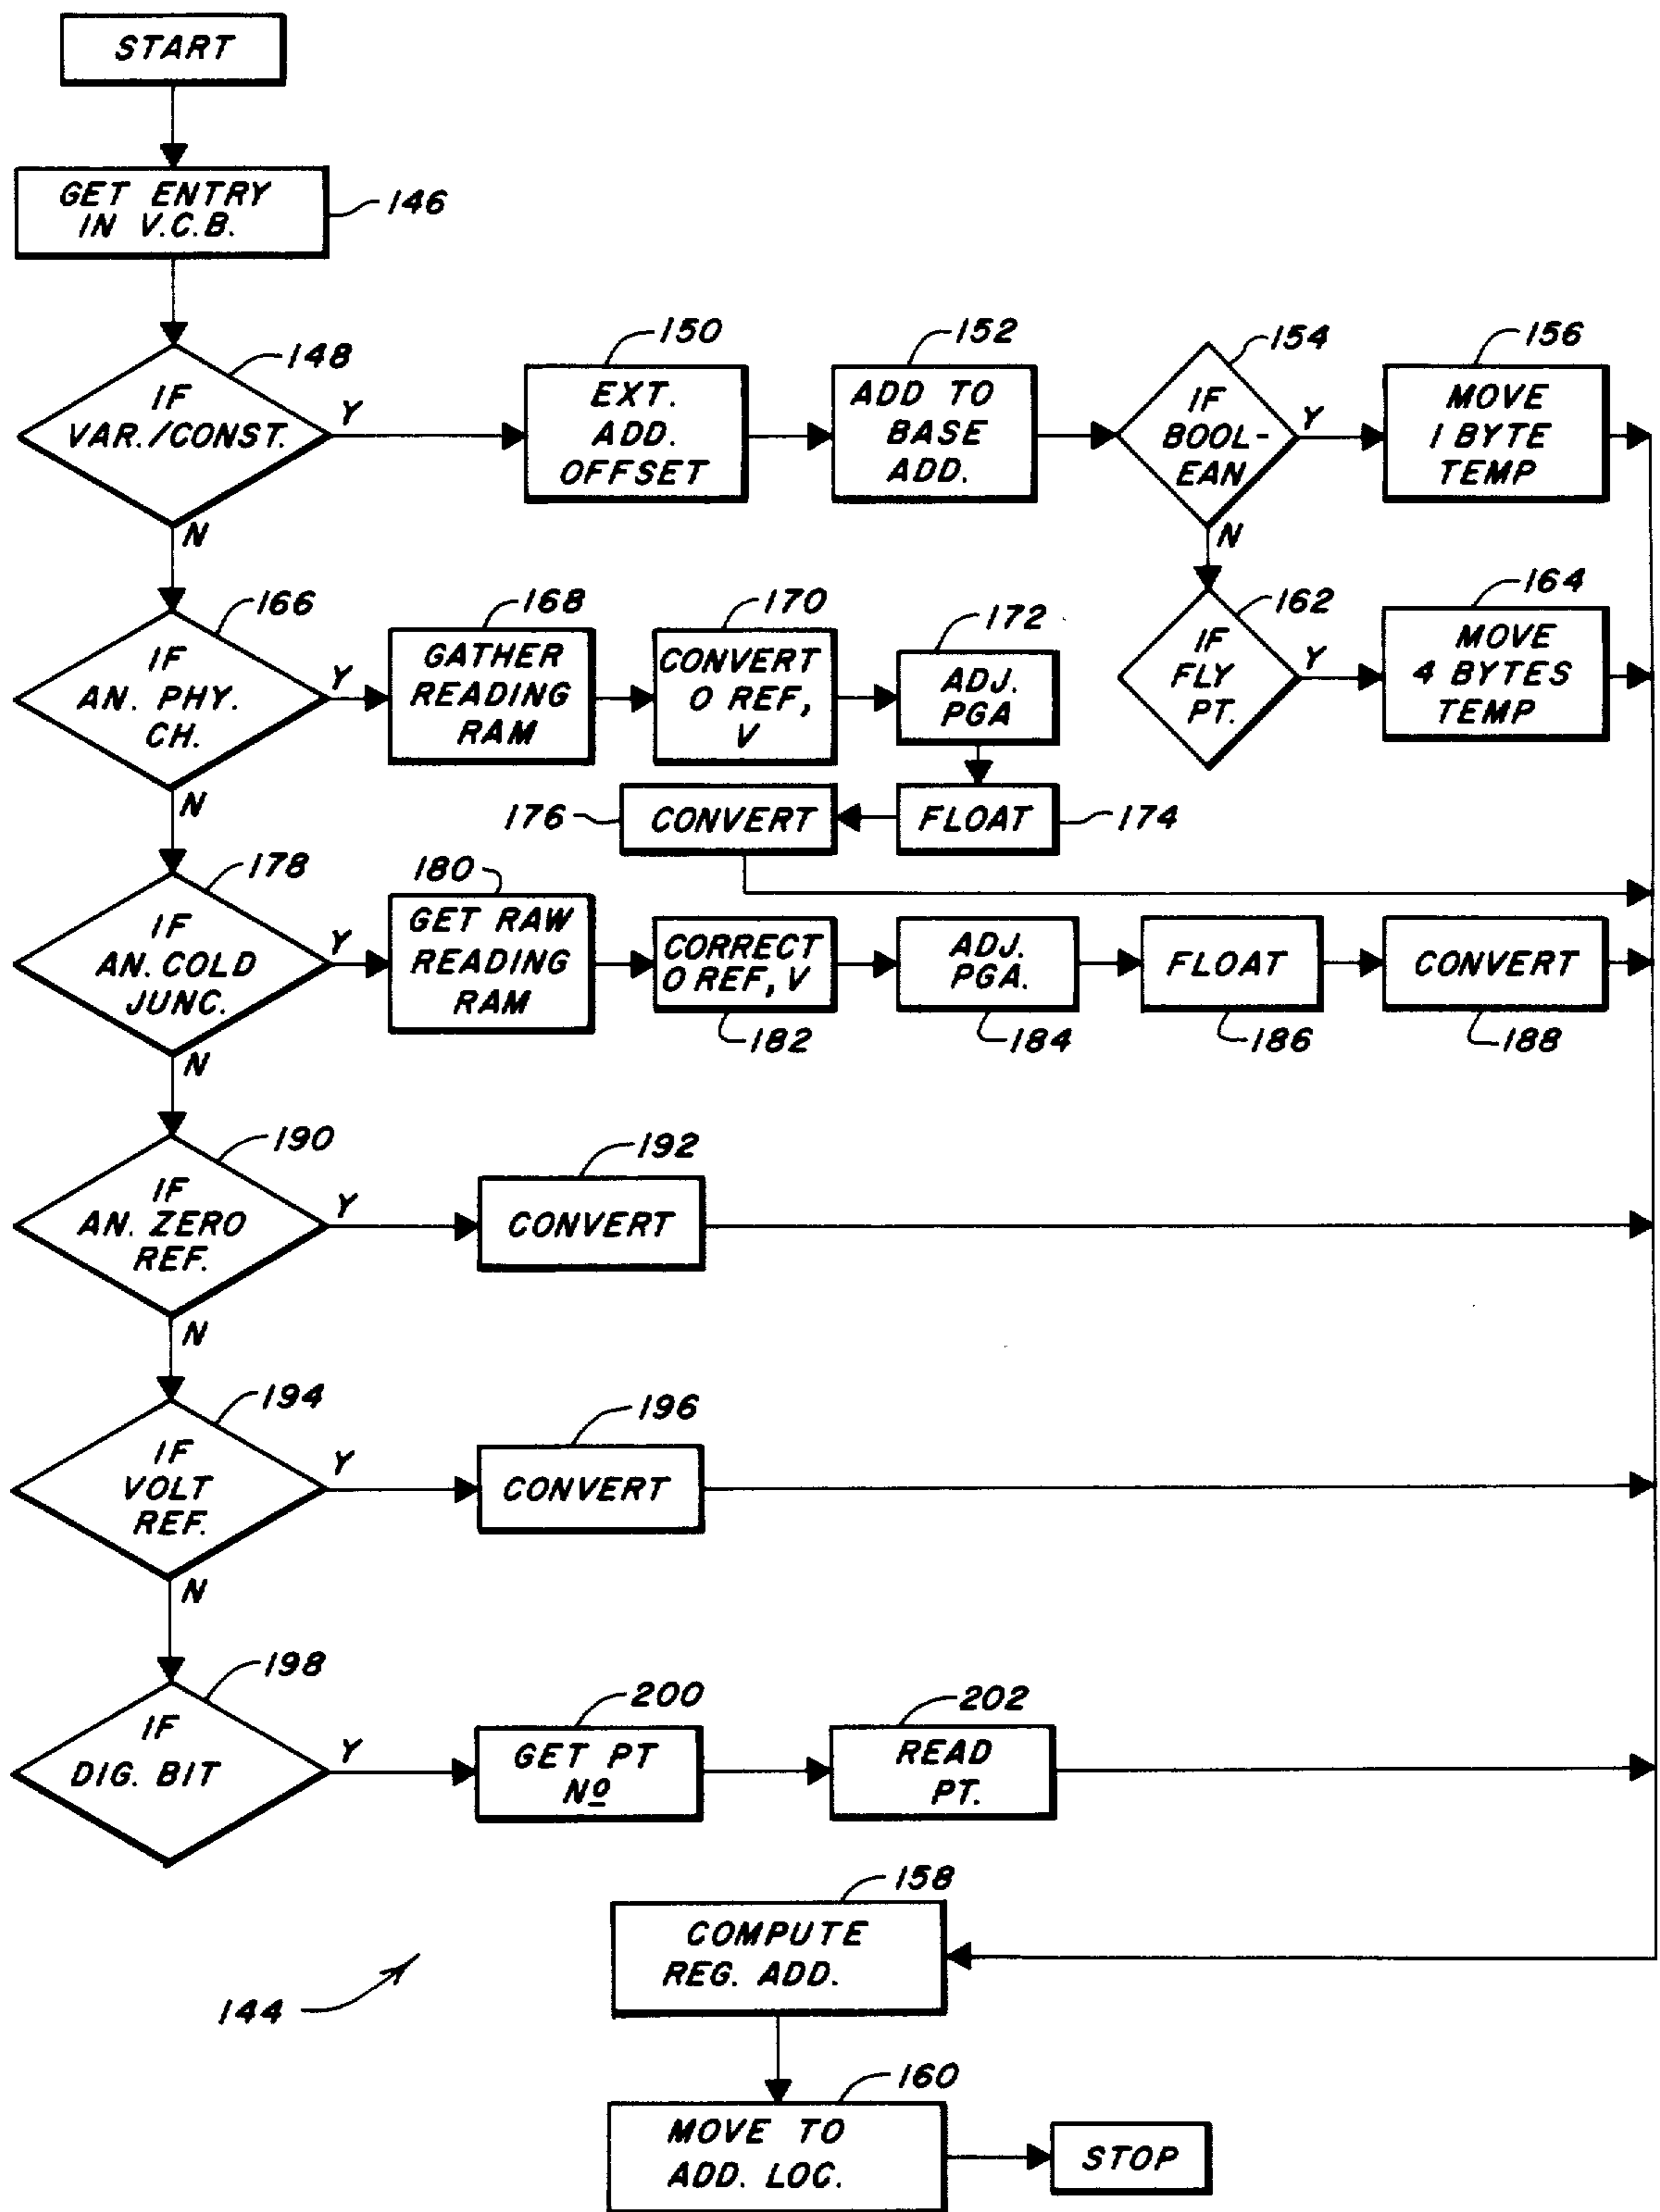 START
GET ENTRY
IN V.C.B.
146
148
IF
VAR./CONST.
Y
N
150
EXT.
ADD.
OFFSET
152
ADD TO
BASE
ADD.
154
IF
BOOL-
EAN
Y
N
156
MOVE
1 BYTE
TEMP
166
IF
AN. PHY.
CH.
Y
N
168
GATHER
READING
RAM
170
CONVERT
O REF,
V
172
ADJ.
PGA
162
IF
FLY
PT.
Y
164
MOVE
4 BYTES
TEMP
176
CONVERT
FLOAT
174
178
IF
AN. COLD
JUNC.
Y
N
180
GET RAW
READING
RAM
CORRECT
O REF, V
182
ADJ.
PGA.
184
FLOAT
186
CONVERT
188
190
IF
AN. ZERO
REF.
Y
N
192
CONVERT
194
IF
VOLT
REF.
Y
N
196
CONVERT
198
IF
DIG. BIT
Y
200
GET PT
Nº
202
READ
PT.
158
COMPUTE
REG. ADD.
144
160
MOVE TO
ADD. LOC.
STOP